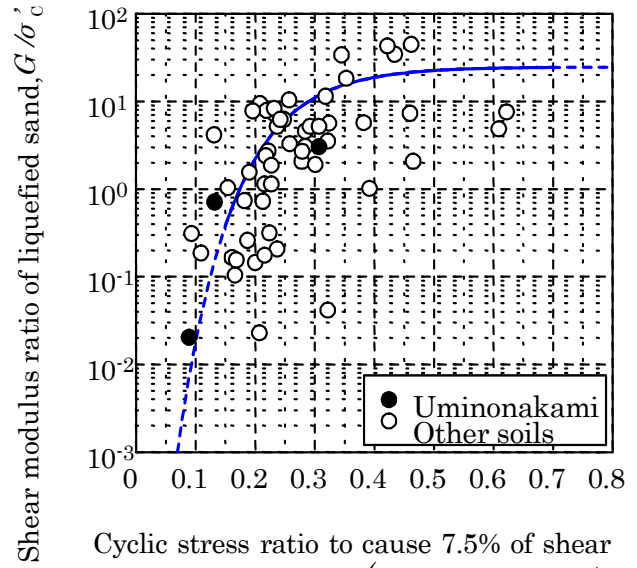 Shear modulus ratio of liquefied sand, G/σ'c
10²
10¹
10⁰
10⁻¹
10⁻²
10⁻³
Uminonakami
Other soils
0 0.1 0.2 0.3 0.4 0.5 0.6 0.7 0.8
Cyclic stress ratio to cause 7.5% of shear